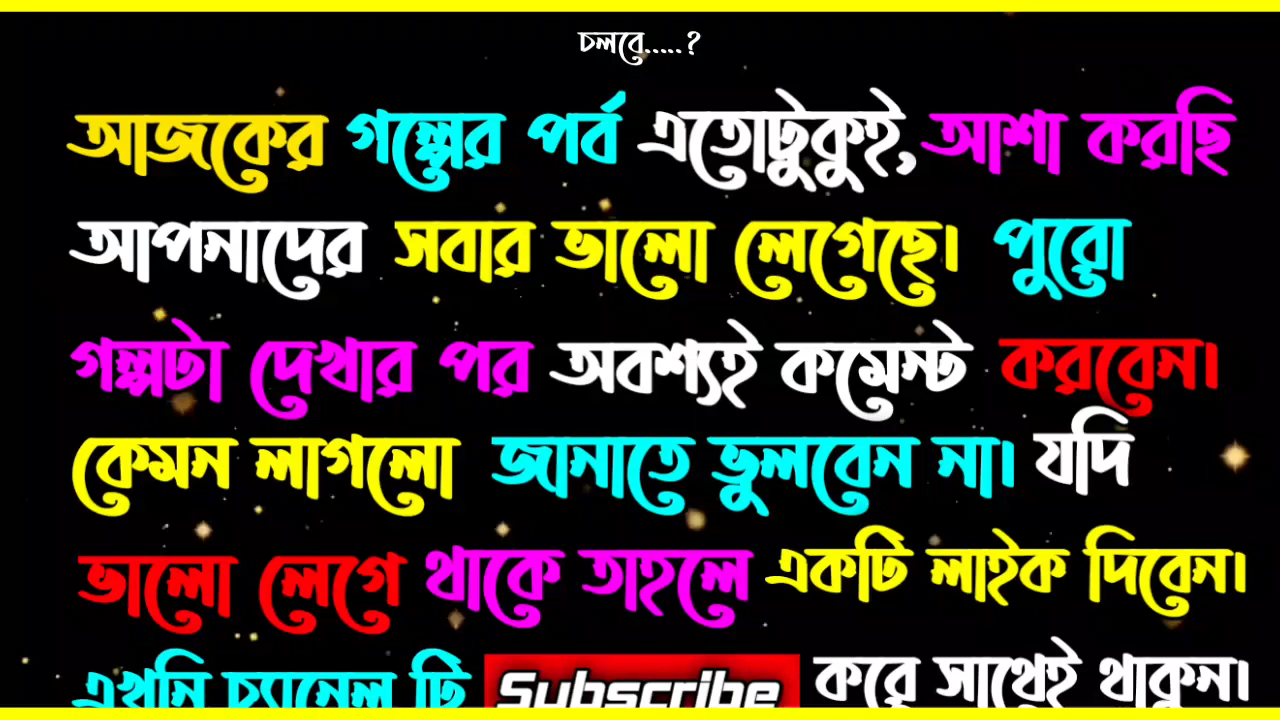 চলবে.....?
আজকের গল্পের পর্ব এতোটুকুই, আশা করছি
আপনাদের সবার ভালো লেগেছে। পুরো
গল্পটা দেখার পর অবশ্যই কমেন্ট করবেন।
কেমন লাগলো জানাতে ভুলবেন না। যদি
ভালো লেগে থাকে তাহলে একটি লাইক দিবেন।
এখনি চ্যানেল টি Subscribe করে সাথেই থাকুন।